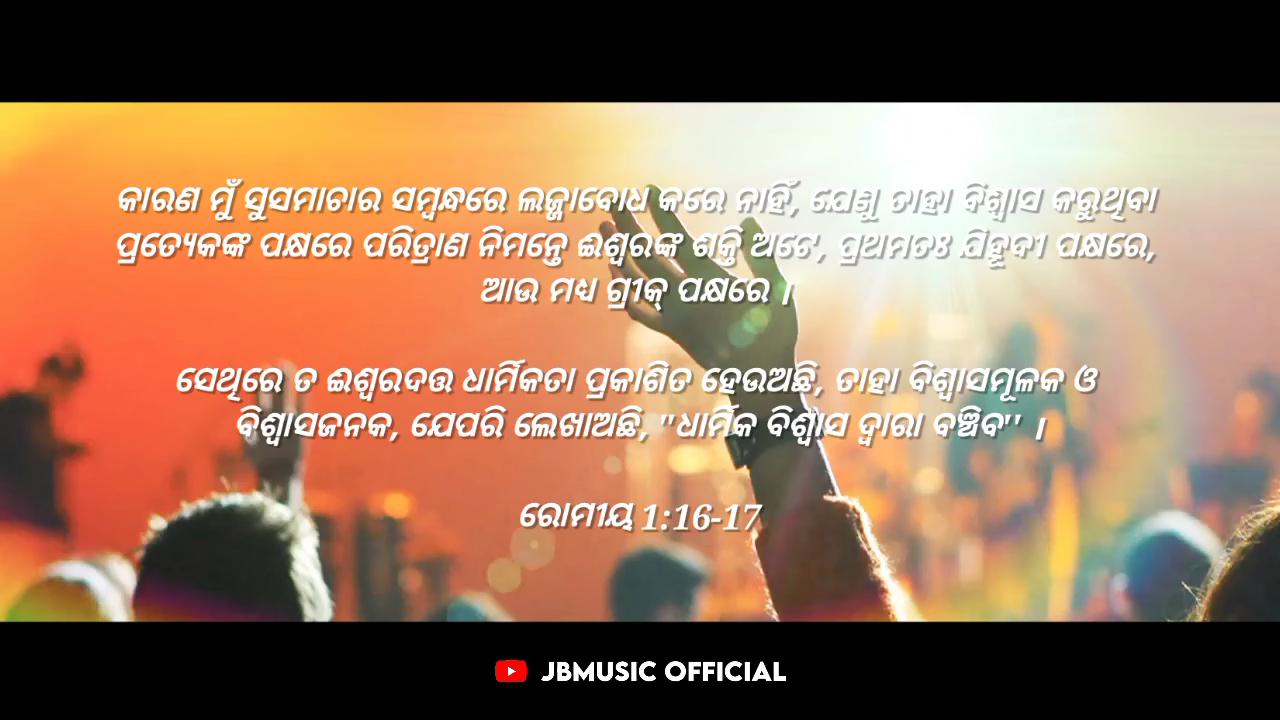 କାରଣ ମୁଁ ସୁସମାଚାର ସମ୍ବନ୍ଧରେ ଲଜ୍ଜାବୋଧ କରେ ନାହିଁ, ଯେଣୁ ତାହା ବିଶ୍ୱାସ କରୁଥିବା
ପ୍ରତ୍ୟେକଙ୍କ ପକ୍ଷରେ ପରିତ୍ରାଣ ନିମନ୍ତେ ଈଶ୍ୱରଙ୍କ ଶକ୍ତି ଅଟେ, ପ୍ରଥମତଃ ଯିହୂଦୀ ପକ୍ଷରେ,
ଆଉ ମଧ୍ୟ ଗ୍ରୀକ୍ ପକ୍ଷରେ ।
ସେଥିରେ ତ ଈଶ୍ୱରଦତ୍ତ ଧାର୍ମିକତା ପ୍ରକାଶିତ ହେଉଅଛି, ତାହା ବିଶ୍ୱାସମୂଳକ ଓ
ବିଶ୍ୱାସଜନକ, ଯେପରି ଲେଖାଅଛି, "ଧାର୍ମିକ ବିଶ୍ୱାସ ଦ୍ୱାରା ବଞ୍ଚିବ'' ।
ରୋମୀୟ 1:16-17
JBMUSIC OFFICIAL